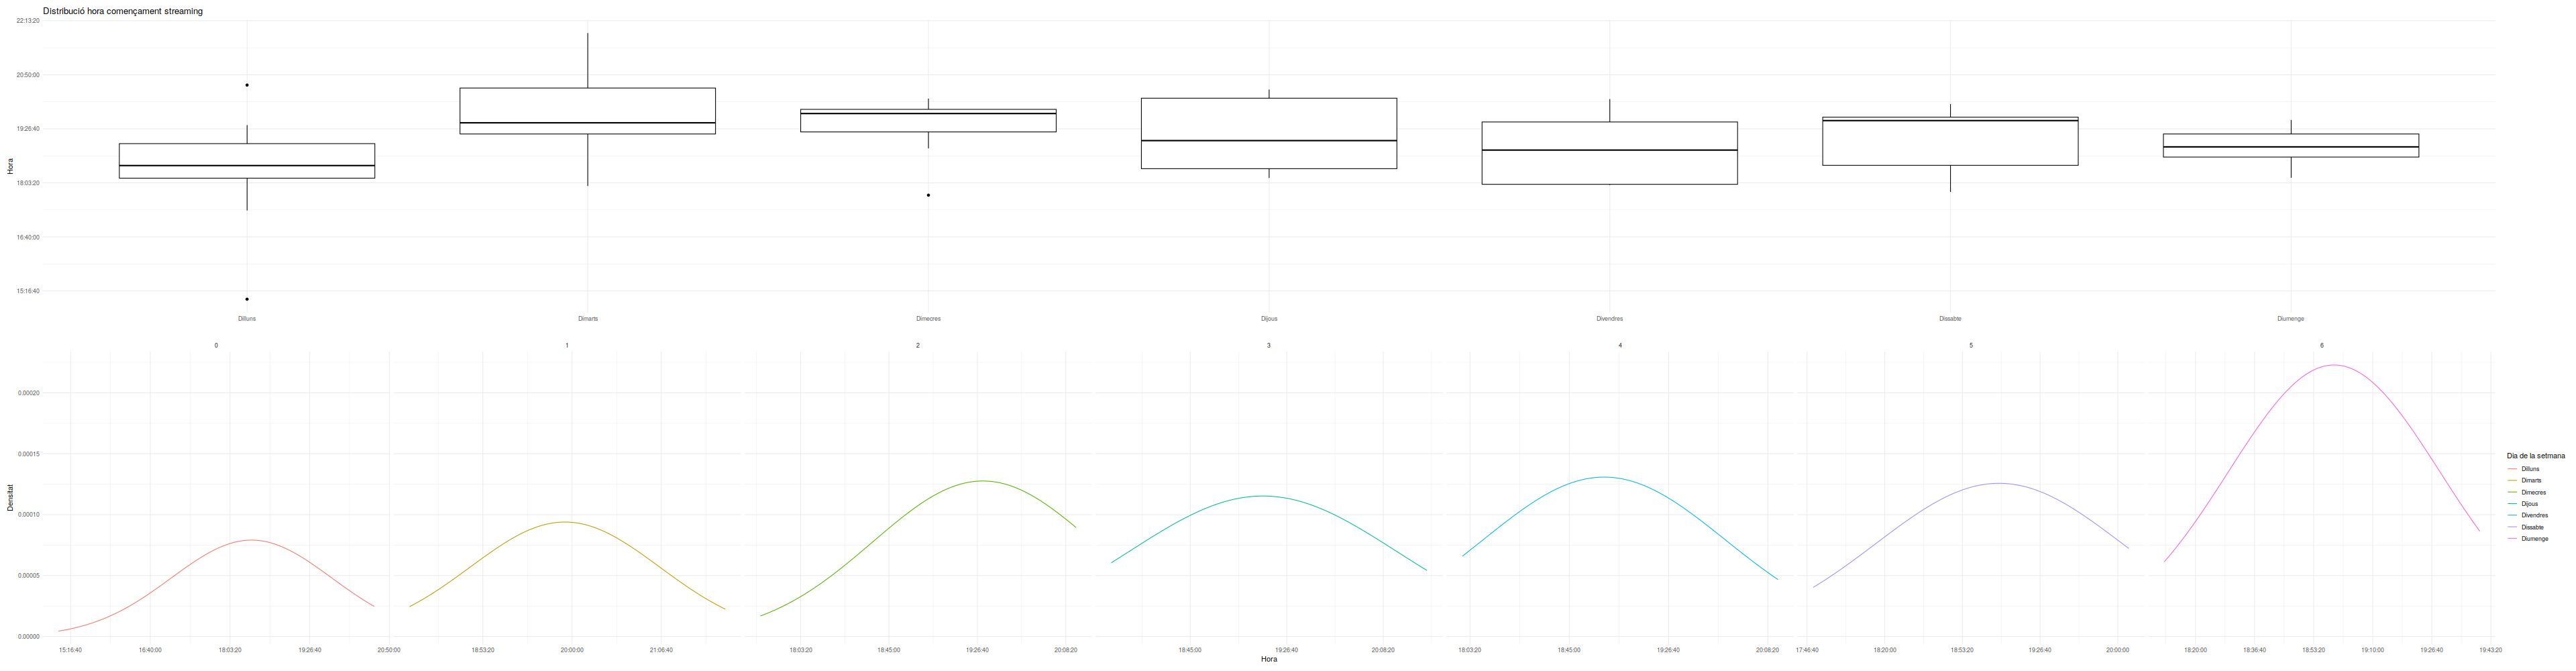 Distribució hora començament streaming
22:13:20
20:50:00
19:26:40
18:03:20
16:40:00
15:16:40
Hora
Dilluns Dimarts Dimecres Dijous Divendres Dissabte Diumenge
0 1 2 3 4 5 6
0.00020
0.00015
0.00010
0.00005
0.00000
Densitat
15:16:40 16:40:00 18:03:20 19:26:40 20:50:00 18:53:20 20:00:00 21:06:40 18:03:20 18:45:00 19:26:40 20:08:20 18:45:00 19:26:40 20:08:20 18:03:20 18:45:00 19:26:40 20:08:20 17:46:40 18:20:00 18:53:20 19:26:40 20:00:00 18:20:00 18:36:40 18:53:20 19:10:00 19:26:40 19:43:20
Hora
Dia de la setmana
Dilluns
Dimarts
Dimecres
Dijous
Divendres
Dissabte
Diumenge